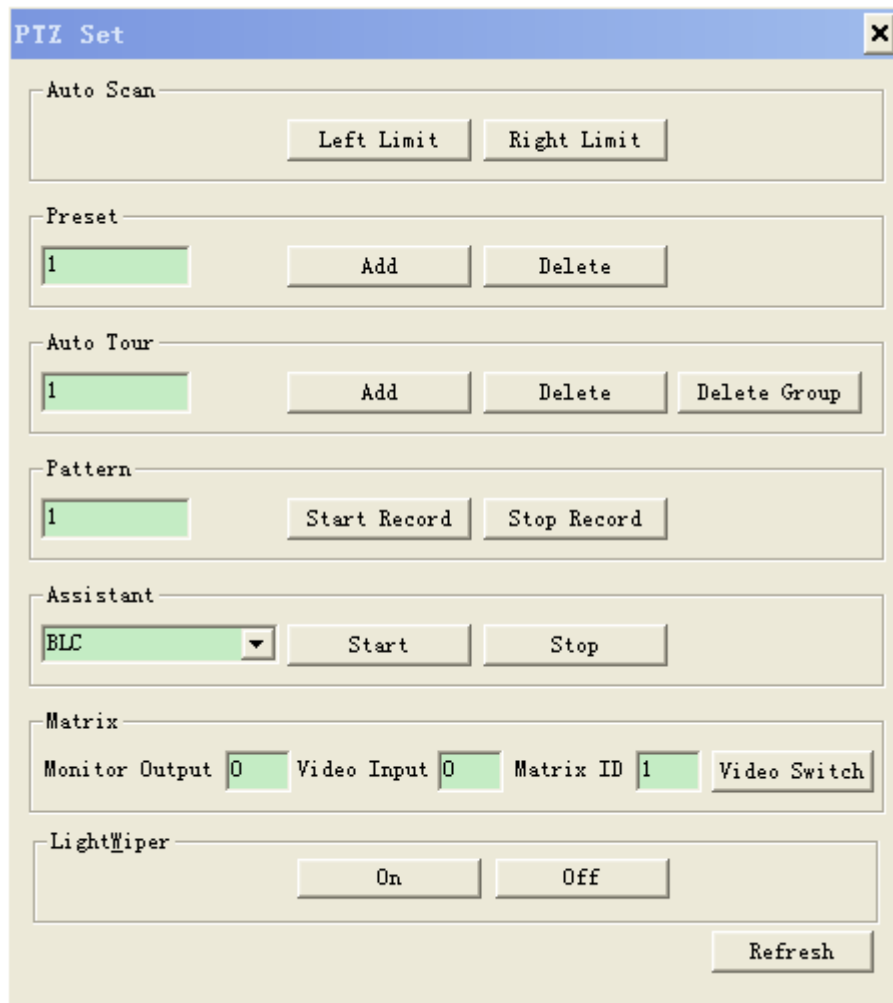 PTZ Set
Auto Scan
Left Limit Right Limit
Preset
1 Add Delete
Auto Tour
1 Add Delete Delete Group
Pattern
1 Start Record Stop Record
Assistant
BLC Start Stop
Matrix
Monitor Output 0 Video Input 0 Matrix ID 1 Video Switch
LightWiper
On Off
Refresh